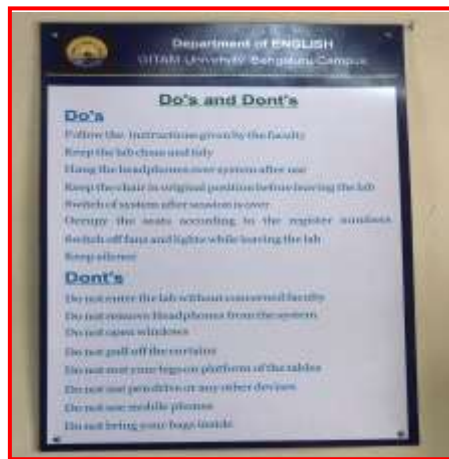 Department of ENGLISH
GITAM University, Bengaluru Campus
Do's and Dont's
Do's
Follow the instructions given by the faculty
Keep the lab clean and tidy
Hang the headphones over system after use
Keep the chair in original position before leaving the lab
Switch of system after session is over
Occupy the seats according to the register numbers
Switch off fans and lights while leaving the lab
Keep silence
Dont's
Do not enter the lab without concerned faculty
Do not remove Headphones from the system
Do not open windows
Do not pull off the curtains
Do not rest your legs on platform of the tables
Do not use pen drive or any other devises
Do not use mobile phones
Do not bring your bags inside